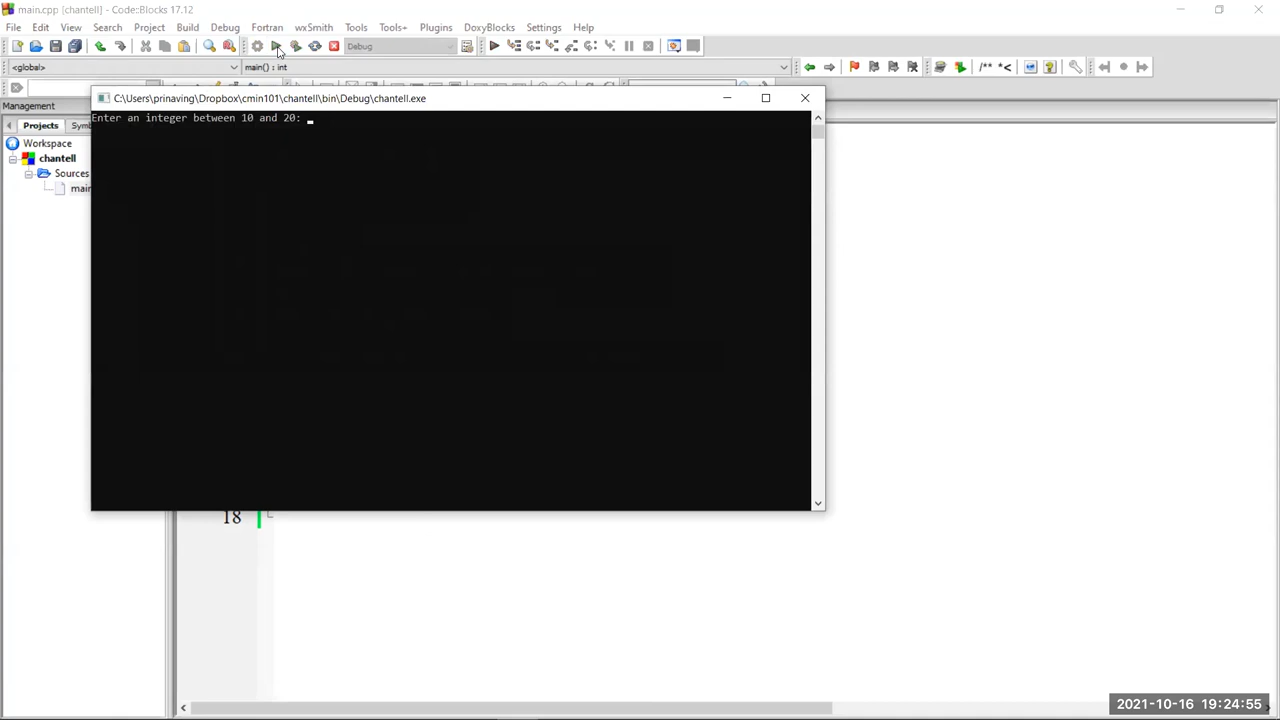 main.cpp [chantell] - Code::Blocks 17.12
File Edit View Search Project Build Debug Fortran wxSmith Tools Tools+ Plugins DoxyBlocks Settings Help
Debug
<global>
main() : int
/** *<
C:\Users\prinaving\Dropbox\cmin101\chantell\bin\Debug\chantell.exe
Management
Enter an integer between 10 and 20:
Projects
Workspace
chantell
Sources
18
2021-10-16 19:24:55